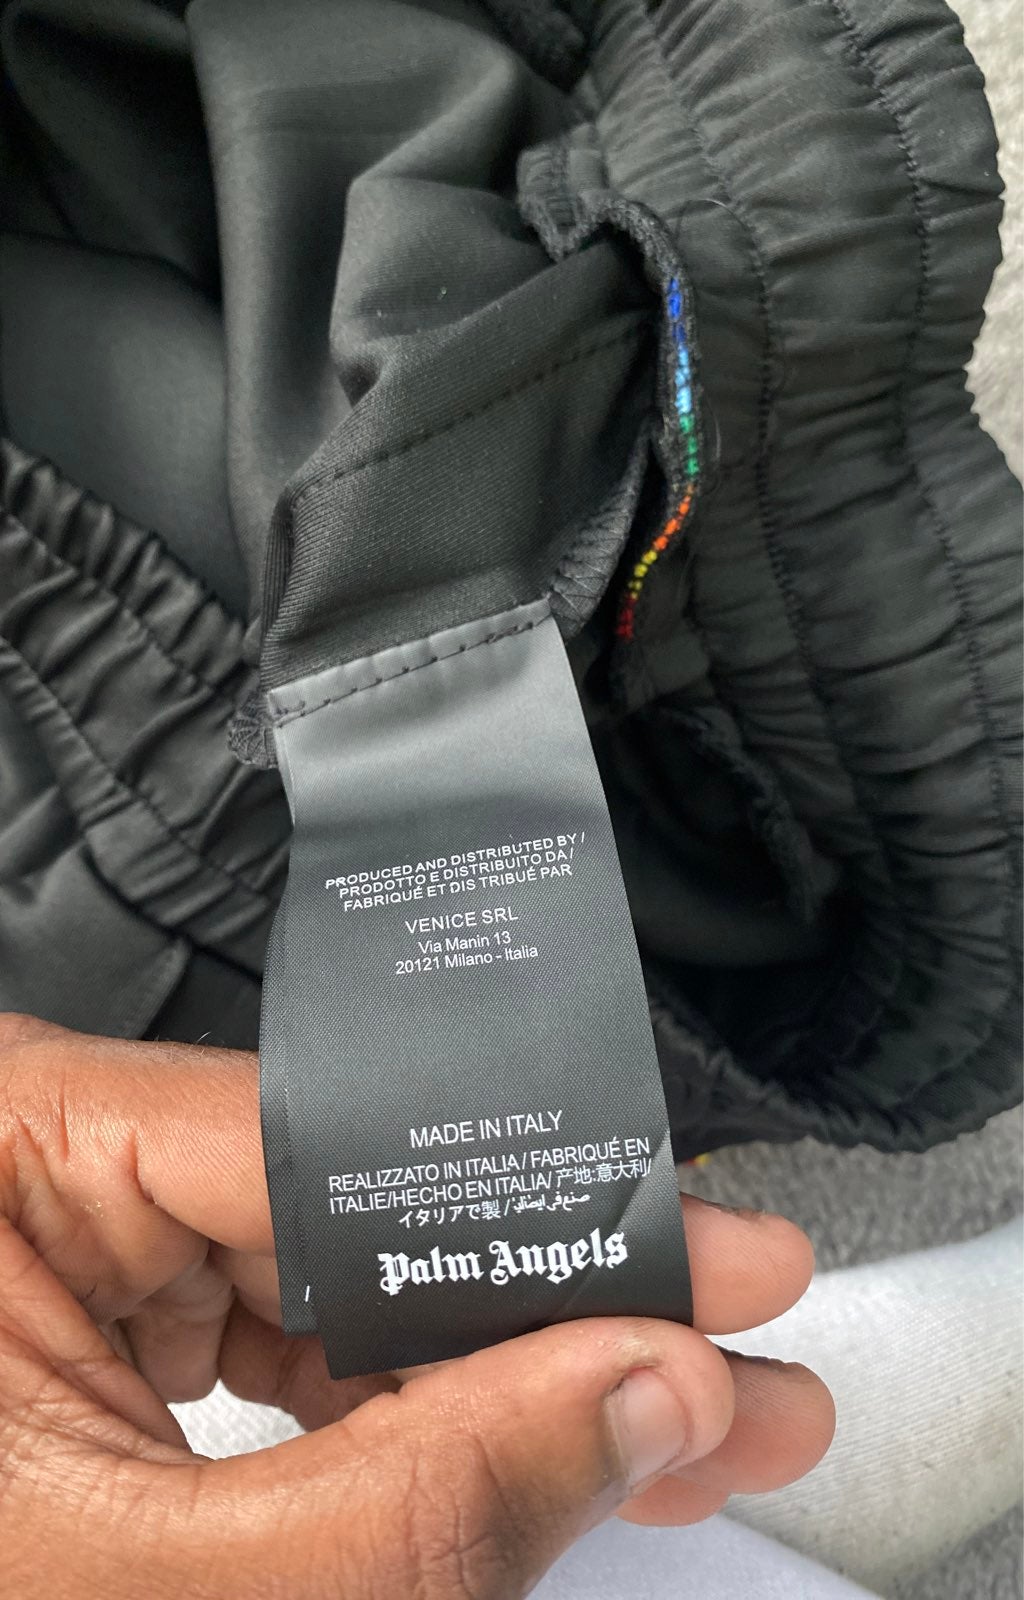 PRODUCED AND DISTRIBUTED BY /
PRODOTTO E DISTRIBUITO DA /
FABRIQUÉ ET DIS TRIBUÉ PAR
VENICE SRL
Via Manin 13
20121 Milano - Italia
MADE IN ITALY
REALIZZATO IN ITALIA / FABRIQUÉ EN
ITALIE/HECHO EN ITALIA/ 产地:意大利/
イタリアで製 / صنع في
Palm Angels